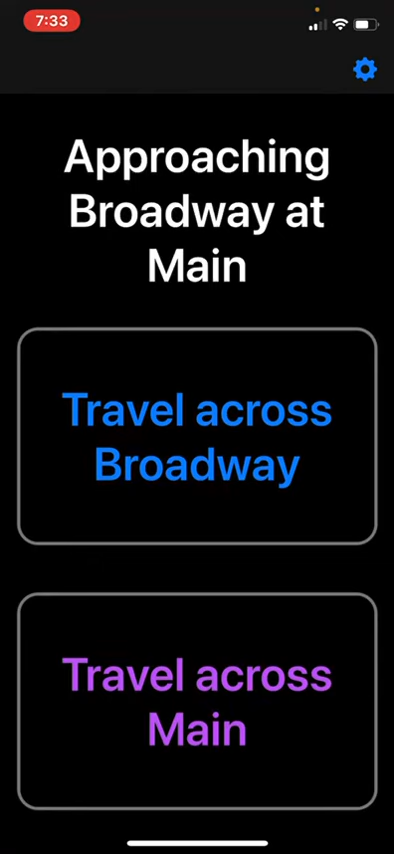 7:33
Approaching
Broadway at
Main
Travel across
Broadway
Travel across
Main